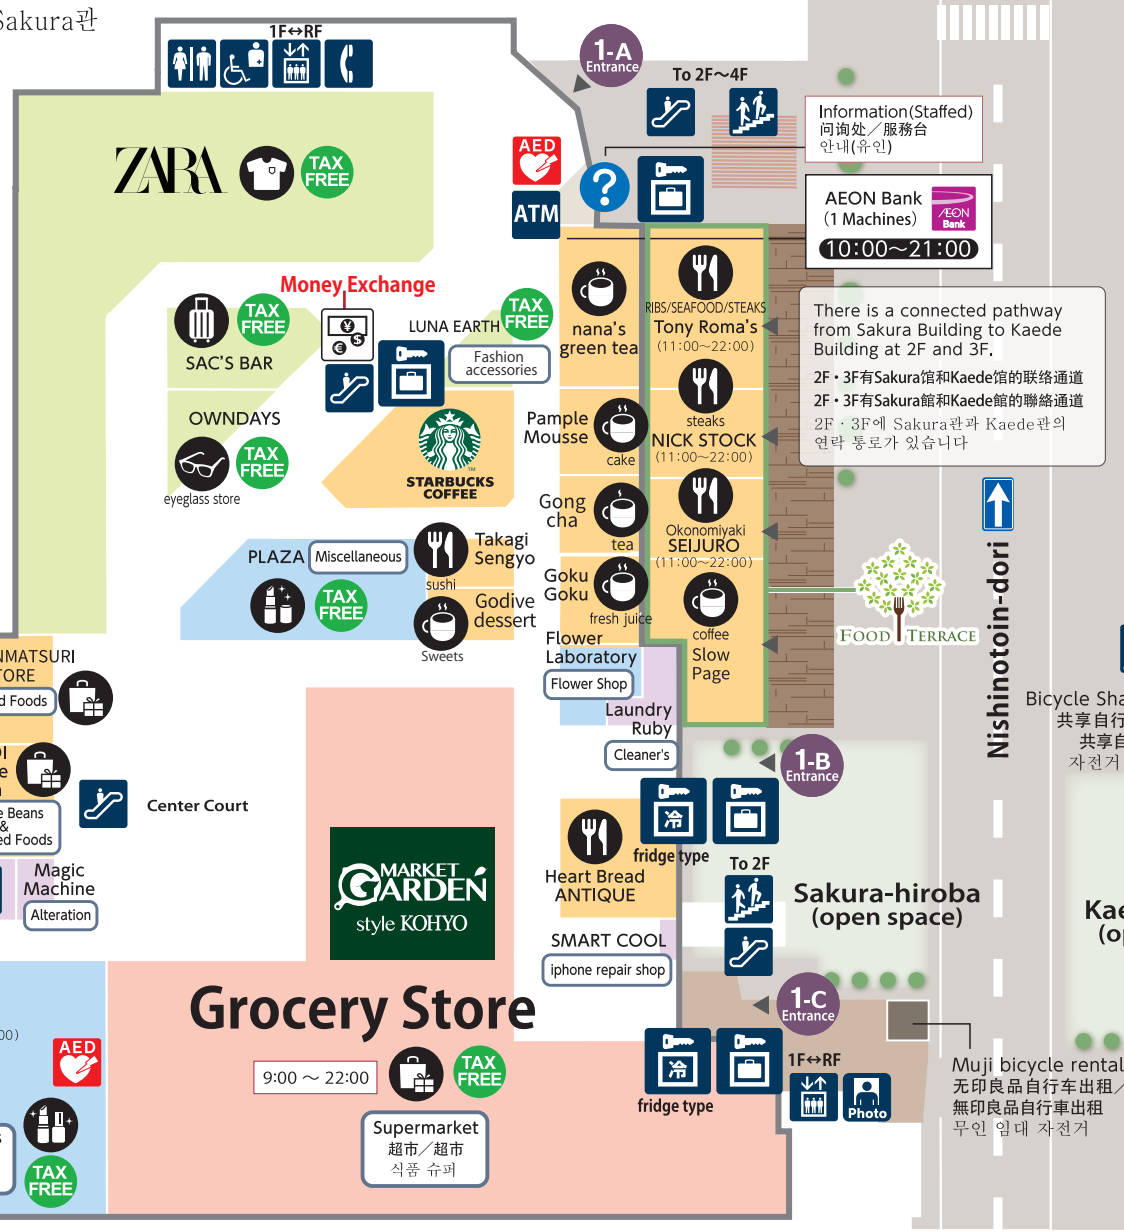 Sakura관
1F↔RF
1-A
Entrance
To 2F～4F
Information(Staffed)
问询处／服務台
안내(유인)
ZARA
TAX
FREE
AED
ATM
?
AEON Bank
(1 Machines)
ÆON
Bank
10:00～21:00
Money Exchange
TAX
FREE
SAC'S BAR
LUNA EARTH
TAX
FREE
Fashion
accessories
nana's
green tea
RIBS/SEAFOOD/STEAKS
Tony Roma's
(11:00～22:00)
There is a connected pathway
from Sakura Building to Kaede
Building at 2F and 3F.
2F・3F有Sakura馆和Kaede馆的联络通道
2F・3F有Sakura館和Kaede館的聯絡通道
2F · 3F에 Sakura관과 Kaede관의
연락 통로가 있습니다
OWNDAYS
TAX
FREE
eyeglass store
STARBUCKS
COFFEE
TM
Pample
Mousse
cake
steaks
NICK STOCK
(11:00～22:00)
Gong
cha
tea
Okonomiyaki
SEIJURO
(11:00～22:00)
PLAZA
Miscellaneous
TAX
FREE
Takagi
Sengyo
sushi
Godive
dessert
Sweets
Goku
Goku
fresh juice
coffee
Slow
Page
FOOD TERRACE
Nishinotoin-dori
Flower
Laboratory
Flower Shop
Laundry
Ruby
Cleaner's
NMATSURI
TORE
d Foods
e Beans
&
ed Foods
Center Court
Magic
Machine
Alteration
Bicycle Sha
共享自行
共享自
자전거
1-B
Entrance
冷
fridge type
To 2F
Sakura-hiroba
(open space)
Kae
(op
Heart Bread
ANTIQUE
SMART COOL
iphone repair shop
MARKET
GARDEN
style KOHYO
Grocery Store
9:00 ～ 22:00
TAX
FREE
Supermarket
超市／超市
식품 슈퍼
00)
AED
TAX
FREE
1-C
Entrance
冷
fridge type
1F↔RF
Photo
Muji bicycle rental
无印良品自行车出租／
無印良品自行車出租
무인 임대 자전거